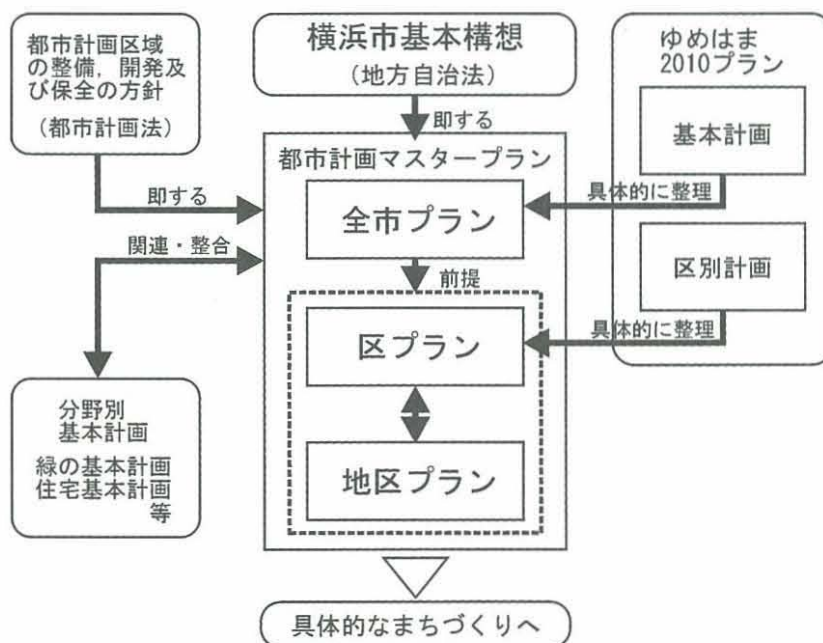 都市計画区域
の整備，開発及
び保全の方針
（都市計画法）
横浜市基本構想
（地方自治法）
ゆめはま
2010プラン
基本計画
区別計画
即する
都市計画マスタープラン
即する
全市プラン
具体的に整理
関連・整合
前提
区プラン
具体的に整理
地区プラン
分野別
基本計画
緑の基本計画
住宅基本計画
等
具体的なまちづくりへ